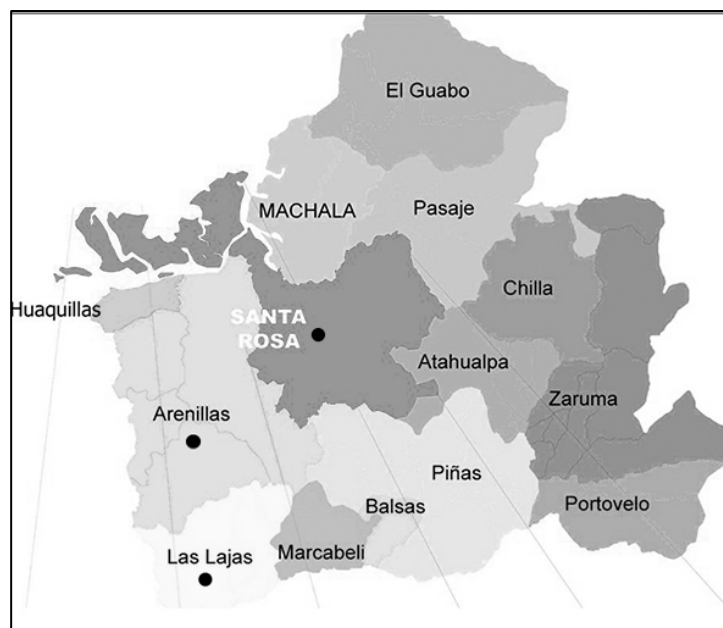 El Guabo
MACHALA
Pasaje
Chilla
Huaquillas
SANTA
ROSA
Atahualpa
Zaruma
Arenillas
Piñas
Balsas
Portovelo
Las Lajas
Marcabeli